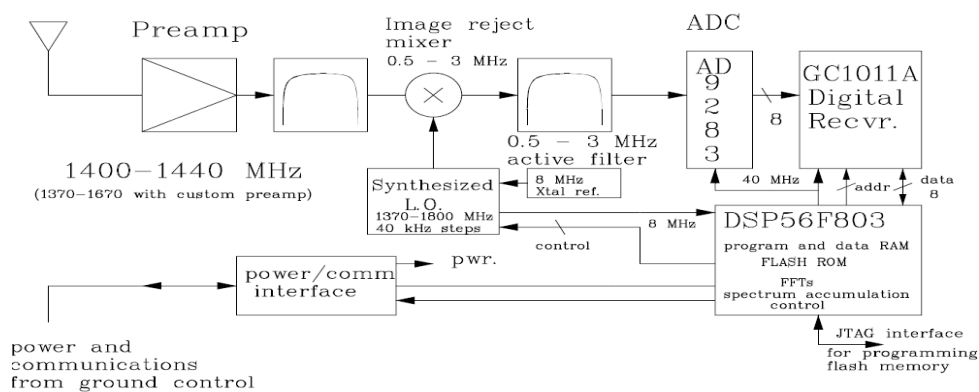 Preamp
Image reject
mixer
0.5 – 3 MHz
ADC
AD
9
2
8
3
8
GC1011A
Digital
Recvr.
1400–1440 MHz
(1370–1670 with custom preamp)
0.5 – 3 MHz
active filter
Synthesized
L.O.
1370–1800 MHz
40 kHz steps
8 MHz
Xtal ref.
40 MHz
addr
data
8
control
8 MHz
DSP56F803
program and data RAM
FLASH ROM
FFTs
spectrum accumulation
control
power/comm
interface
pwr.
power and
communications
from ground control
JTAG interface
for programming
flash memory